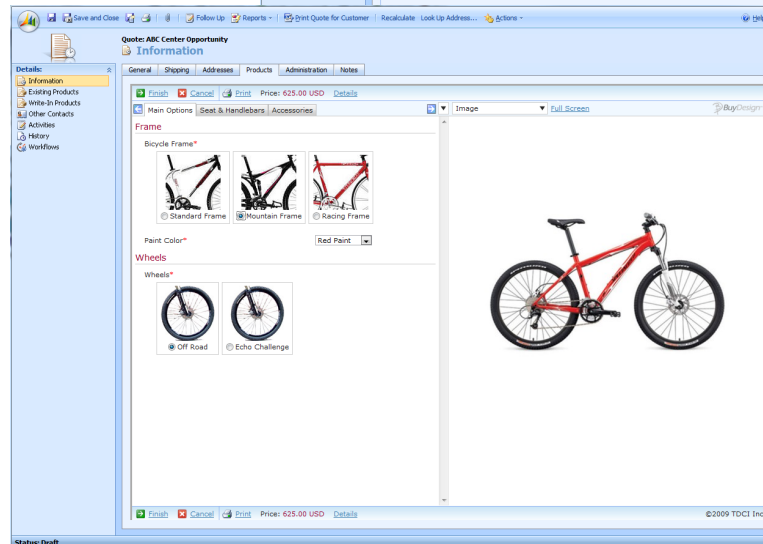 Save and Close Follow Up Reports Print Quote for Customer Recalculate Look Up Address... Actions Help
Quote: ABC Center Opportunity
Information
Details:
Information
Existing Products
Write-In Products
Other Contacts
Activities
History
Workflows
General Shipping Addresses Products Administration Notes
Finish Cancel Print Price: 625.00 USD Details
Main Options Seat & Handlebars Accessories
Image Full Screen BuyDesign
Frame
Bicycle Frame*
Standard Frame Mountain Frame Racing Frame
Paint Color* Red Paint
Wheels
Wheels*
Off Road Echo Challenge
Finish Cancel Print Price: 625.00 USD Details
©2009 TDCI Inc
Status: Draft